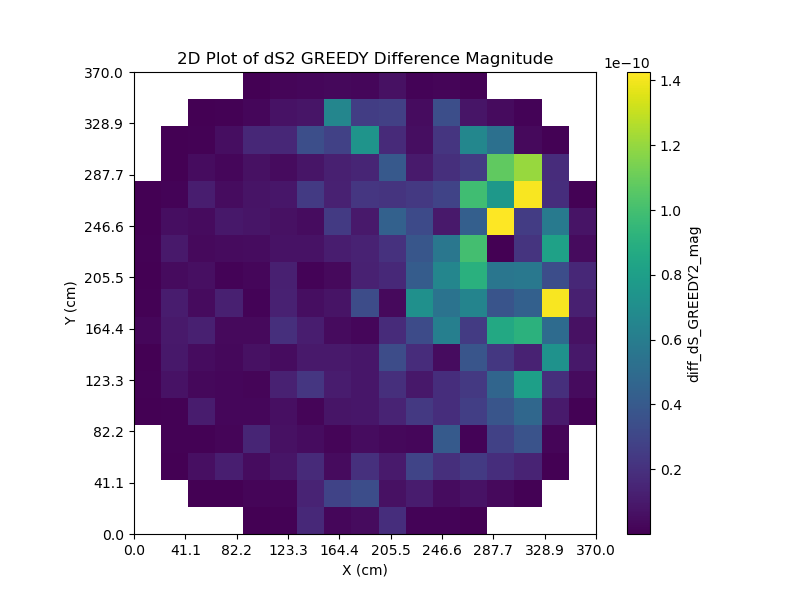 2D Plot of dS2 GREEDY Difference Magnitude
1e−10
370.0
328.9
287.7
246.6
205.5
164.4
123.3
82.2
41.1
0.0
Y (cm)
0.0 41.1 82.2 123.3 164.4 205.5 246.6 287.7 328.9 370.0
X (cm)
1.4
1.2
1.0
0.8
0.6
0.4
0.2
diff_dS_GREEDY2_mag